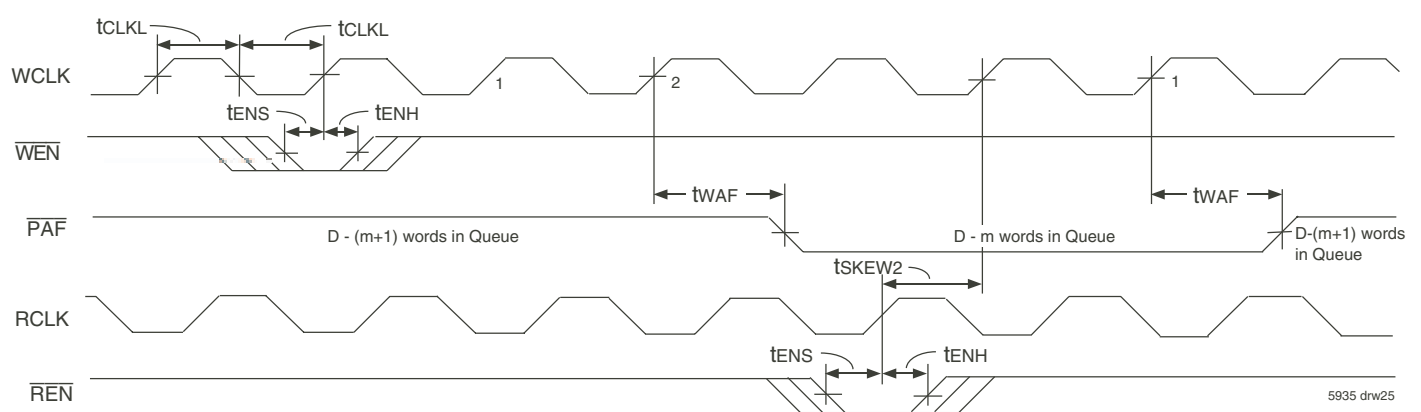 tCLKL tCLKL
WCLK 1 2 1
tENS tENH
WEN
tWAF tWAF
PAF D - (m+1) words in Queue D - m words in Queue D-(m+1) words
in Queue
tSKEW2
RCLK
tENS tENH
REN
5935 drw25